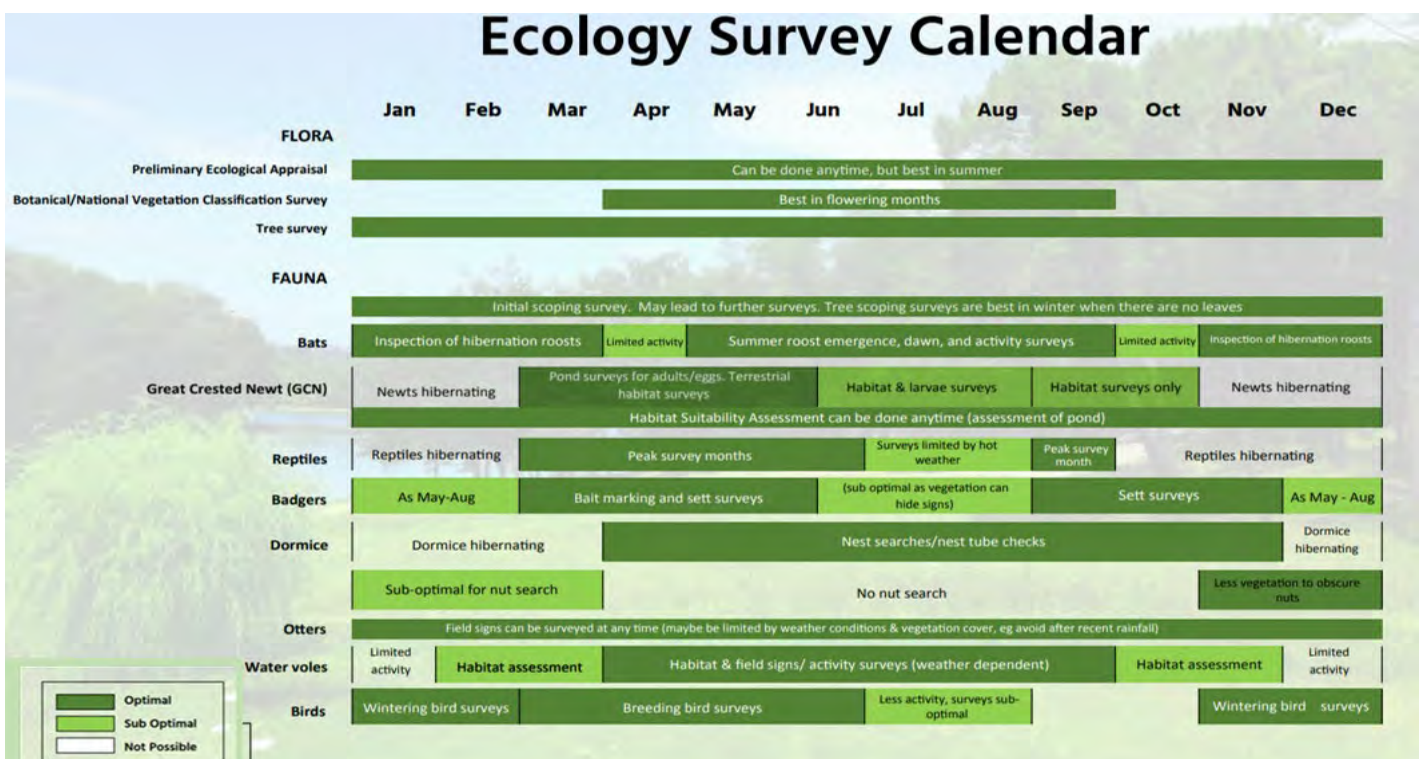 Ecology Survey Calendar
Jan Feb Mar Apr May Jun Jul Aug Sep Oct Nov Dec
FLORA
Preliminary Ecological Appraisal
Can be done anytime, but best in summer
Botanical/National Vegetation Classification Survey
Best in flowering months
Tree survey
FAUNA
Initial scoping survey. May lead to further surveys. Tree scoping surveys are best in winter when there are no leaves
Bats
Inspection of hibernation roosts
Limited activity
Summer roost emergence, dawn, and activity surveys
Limited activity
Inspection of hibernation roosts
Great Crested Newt (GCN)
Newts hibernating
Pond surveys for adults/eggs. Terrestrial
habitat surveys
Habitat & larvae surveys
Habitat surveys only
Newts hibernating
Habitat Suitability Assessment can be done anytime (assessment of pond)
Reptiles
Reptiles hibernating
Peak survey months
Surveys limited by hot
weather
Peak survey
month
Reptiles hibernating
Badgers
As May-Aug
Bait marking and sett surveys
(sub optimal as vegetation can
hide signs)
Sett surveys
As May - Aug
Dormice
Dormice hibernating
Nest searches/nest tube checks
Dormice
hibernating
Sub-optimal for nut search
No nut search
Less vegetation to obscure
nuts
Otters
Field signs can be surveyed at any time (maybe be limited by weather conditions & vegetation cover, eg avoid after recent rainfall)
Water voles
Limited
activity
Habitat assessment
Habitat & field signs/ activity surveys (weather dependent)
Habitat assessment
Limited
activity
Birds
Wintering bird surveys
Breeding bird surveys
Less activity, surveys sub-
optimal
Wintering bird surveys
Optimal
Sub Optimal
Not Possible